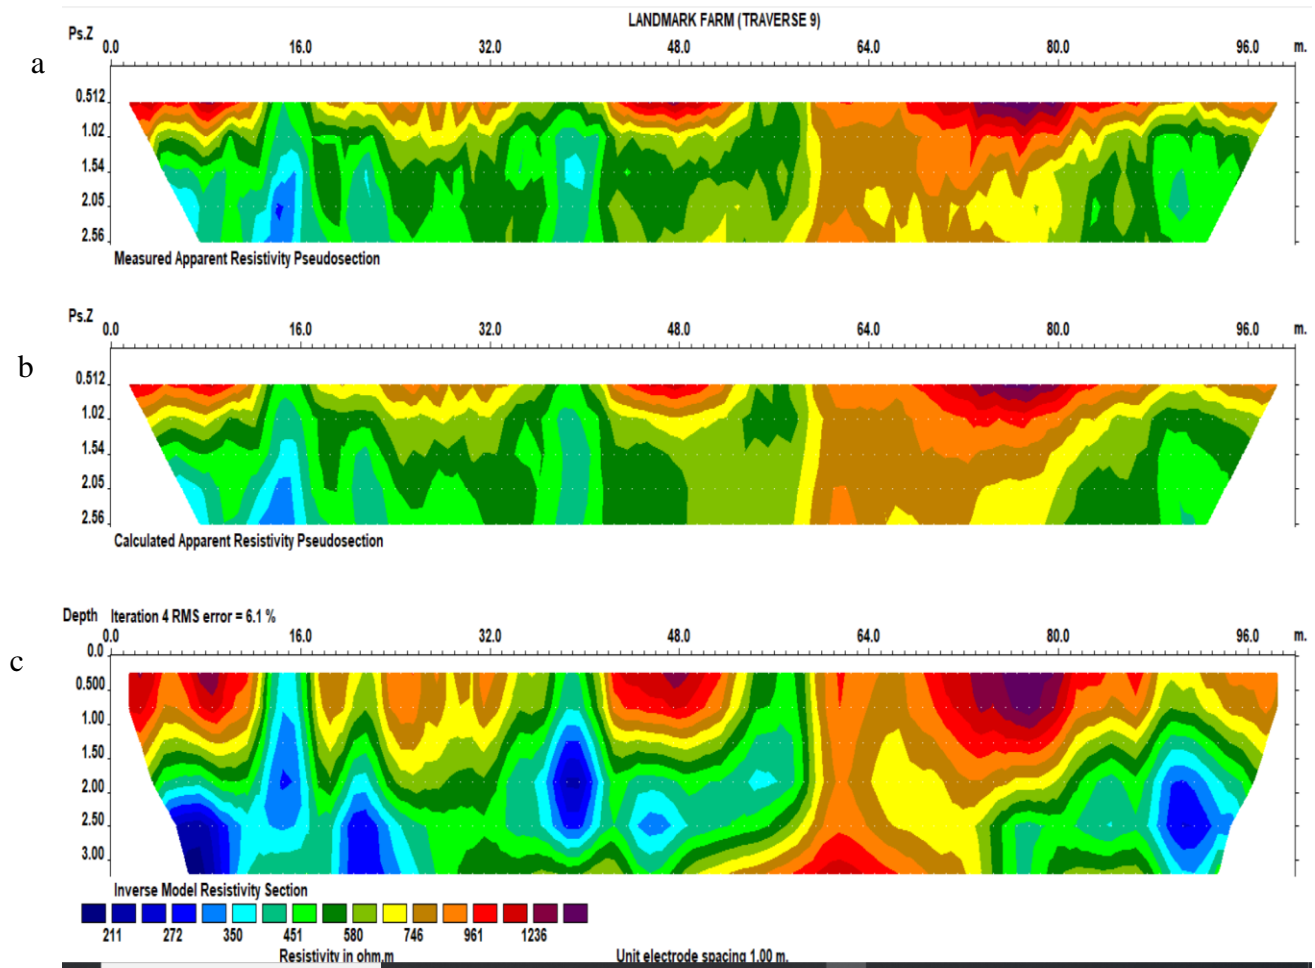 LANDMARK FARM (TRAVERSE 9)
a
Ps.Z 0.0 16.0 32.0 48.0 64.0 80.0 96.0 m.
0.512
1.02
1.54
2.05
2.56
Measured Apparent Resistivity Pseudosection
b
Ps.Z 0.0 16.0 32.0 48.0 64.0 80.0 96.0 m.
0.512
1.02
1.54
2.05
2.56
Calculated Apparent Resistivity Pseudosection
Depth Iteration 4 RMS error = 6.1 %
c
0.0 16.0 32.0 48.0 64.0 80.0 96.0 m.
0.0
0.500
1.00
1.50
2.00
2.50
3.00
Inverse Model Resistivity Section
211 272 350 451 580 746 961 1236
Resistivity in ohm.m Unit electrode spacing 1.00 m.